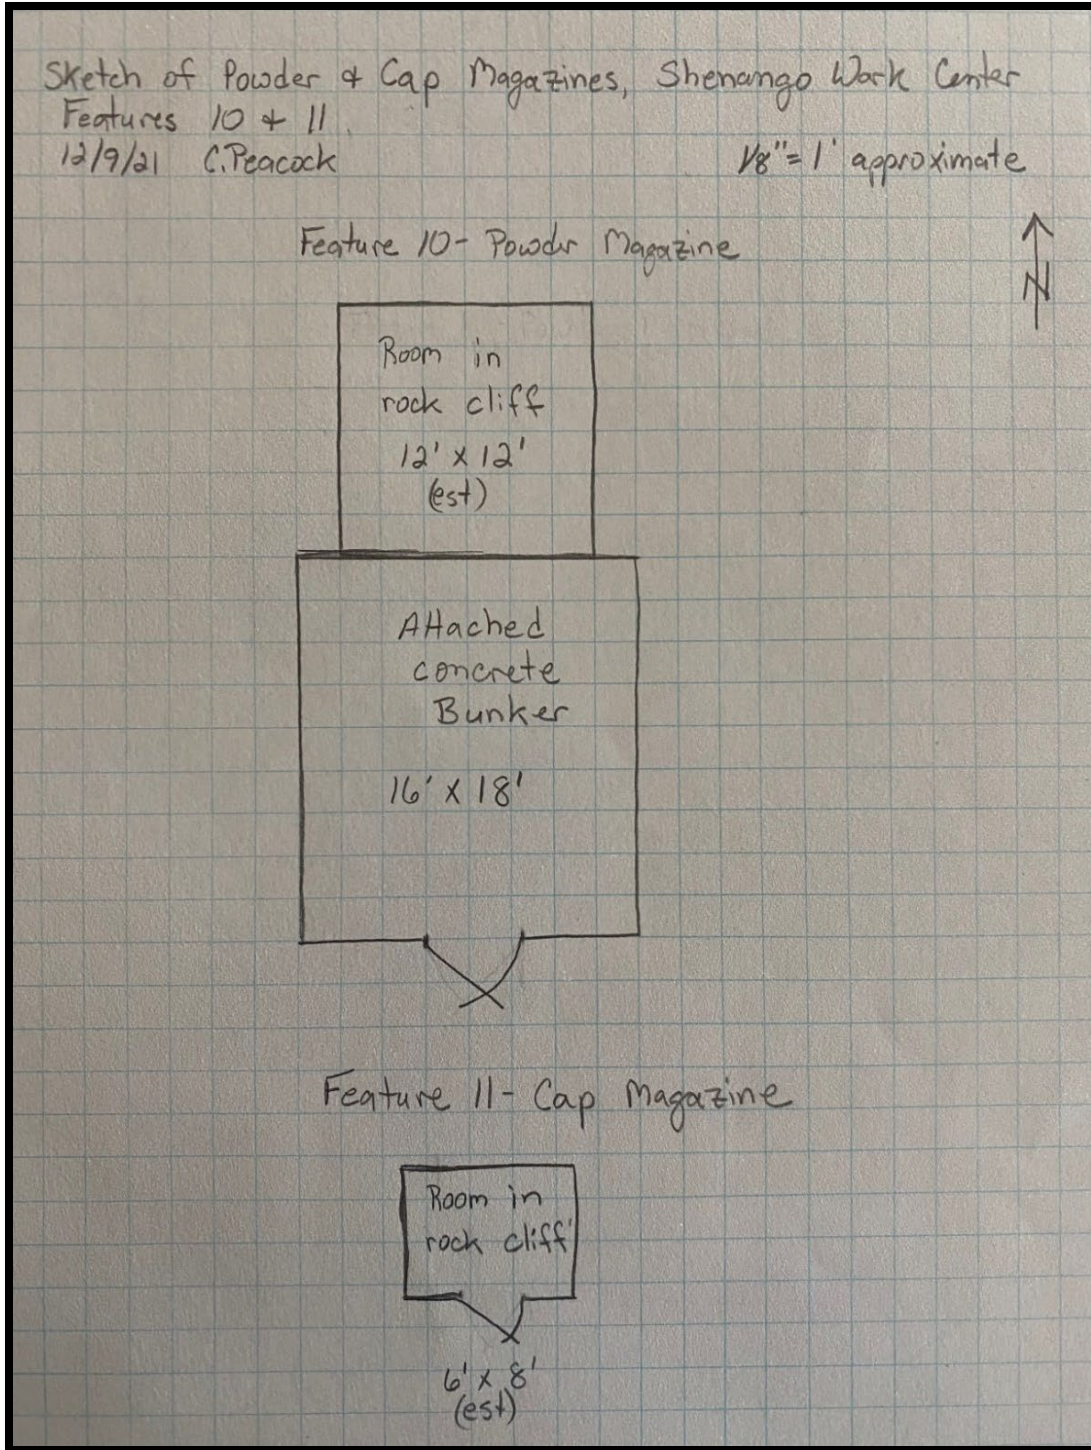 Sketch of Powder & Cap Magazines, Shenango Work Center
Features 10 & 11
12/9/21 C.Peacock
1/8"=1' approximate
N
Feature 10- Powder Magazine
Room in
rock cliff
12' x 12'
(est)
Attached
concrete
Bunker
16' x 18'
Feature 11- Cap Magazine
Room in
rock cliff
6' x 8'
(est)